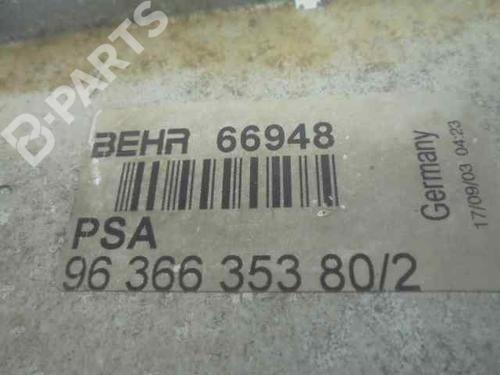 B-PARTS
BEHR 66948
PSA
96 366 353 80/2
Germany
17/09/03 04:23